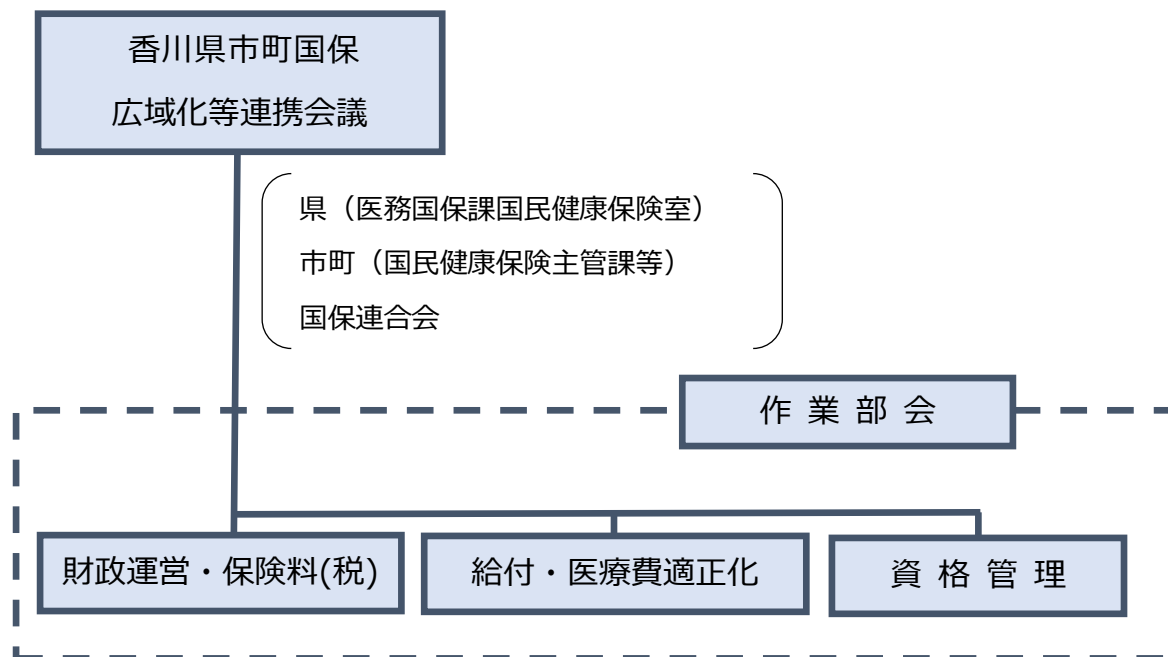 香川県市町国保
広域化等連携会議
県（医務国保課国民健康保険室）
市町（国民健康保険主管課等）
国保連合会
作 業 部 会
財政運営・保険料(税)
給付・医療費適正化
資 格 管 理